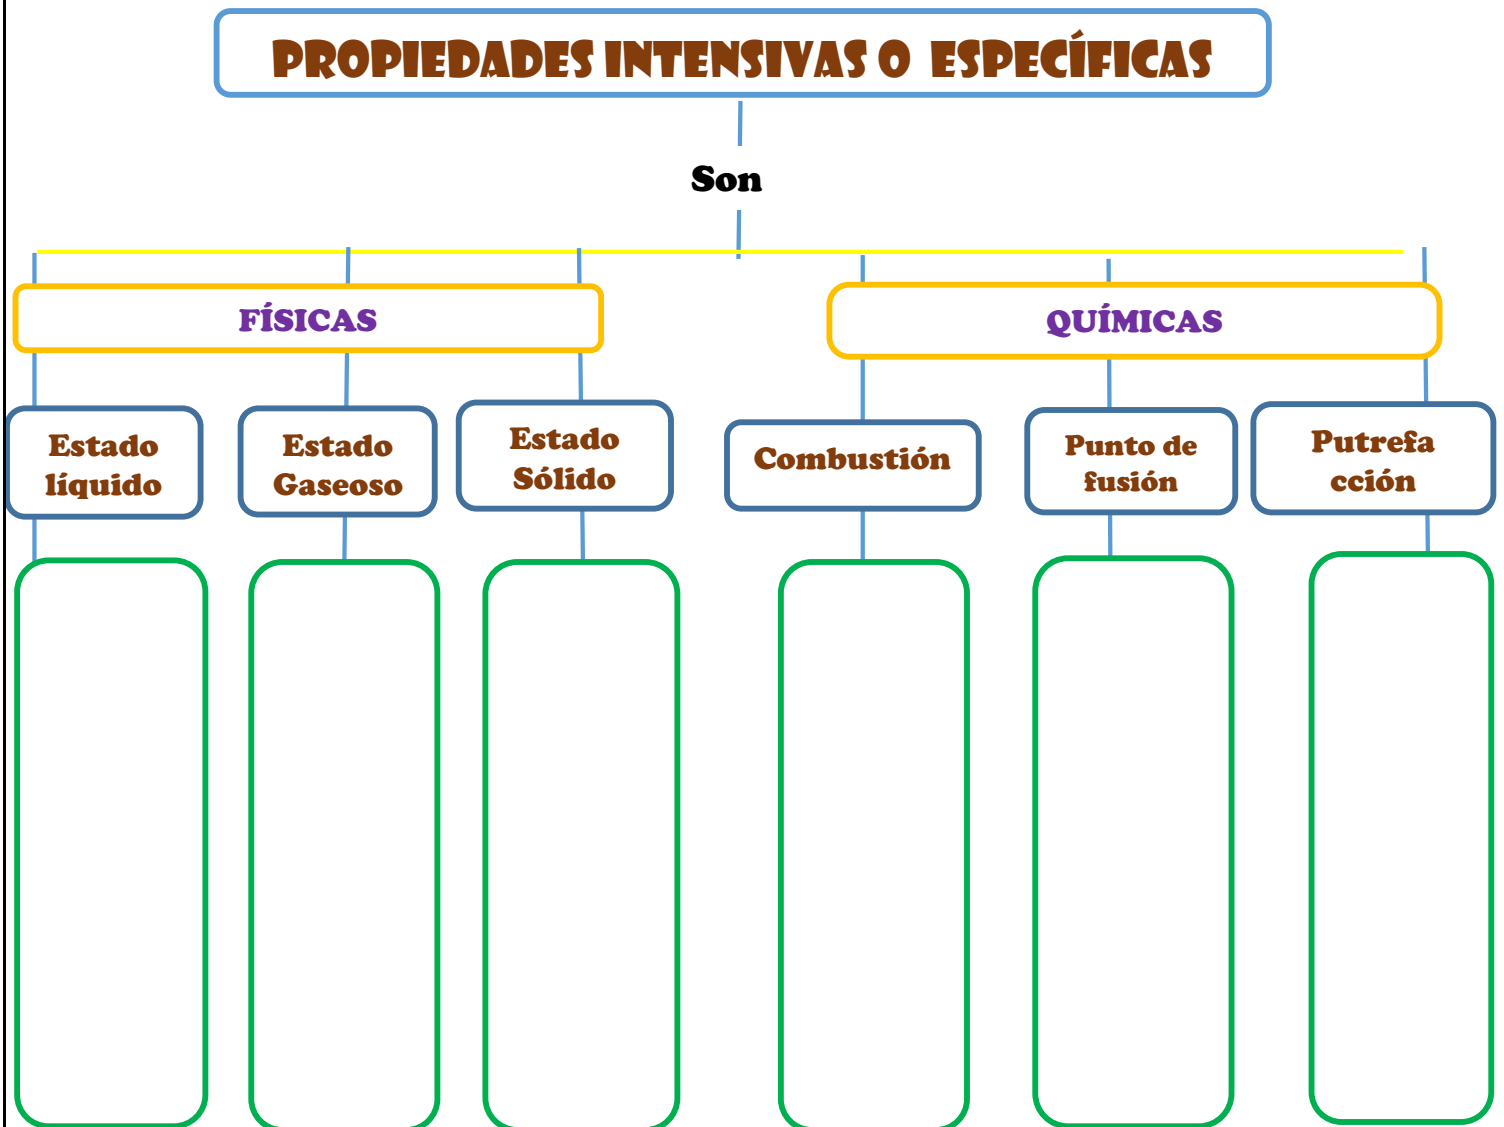 PROPIEDADES INTENSIVAS O ESPECÍFICAS
Son
FÍSICAS
QUÍMICAS
Estado
líquido
Estado
Gaseoso
Estado
Sólido
Combustión
Punto de
fusión
Putrefa
cción